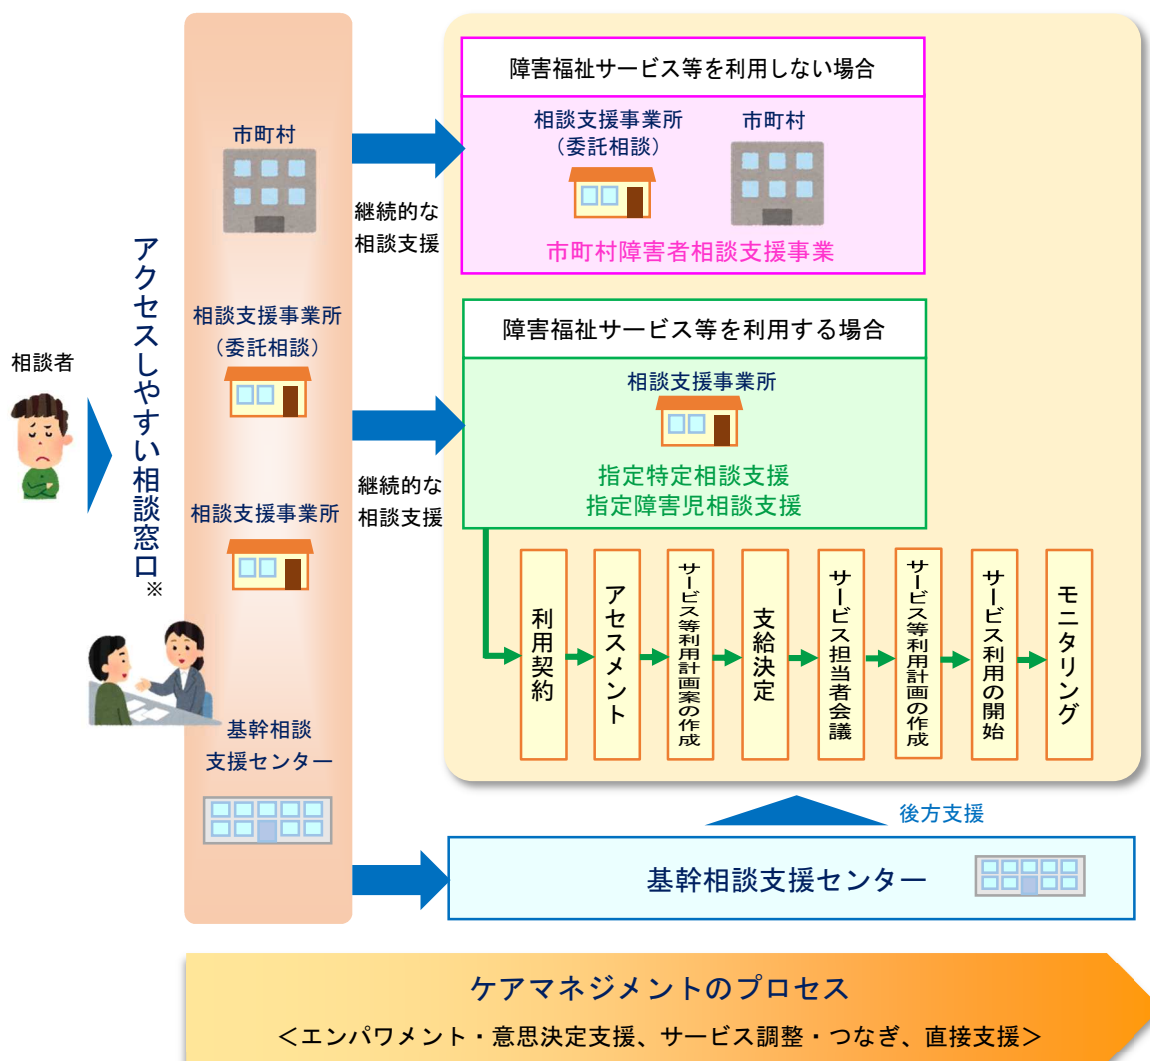 相談者
アクセスしやすい相談窓口※
市町村
相談支援事業所
（委託相談）
相談支援事業所
基幹相談
支援センター
継続的な
相談支援
継続的な
相談支援
障害福祉サービス等を利用しない場合
相談支援事業所
（委託相談）
市町村
市町村障害者相談支援事業
障害福祉サービス等を利用する場合
相談支援事業所
指定特定相談支援
指定障害児相談支援
利用契約
アセスメント
サービス等利用計画案の作成
支給決定
サービス担当者会議
サービス等利用計画の作成
サービス利用の開始
モニタリング
後方支援
基幹相談支援センター
ケアマネジメントのプロセス
＜エンパワメント・意思決定支援、サービス調整・つなぎ、直接支援＞